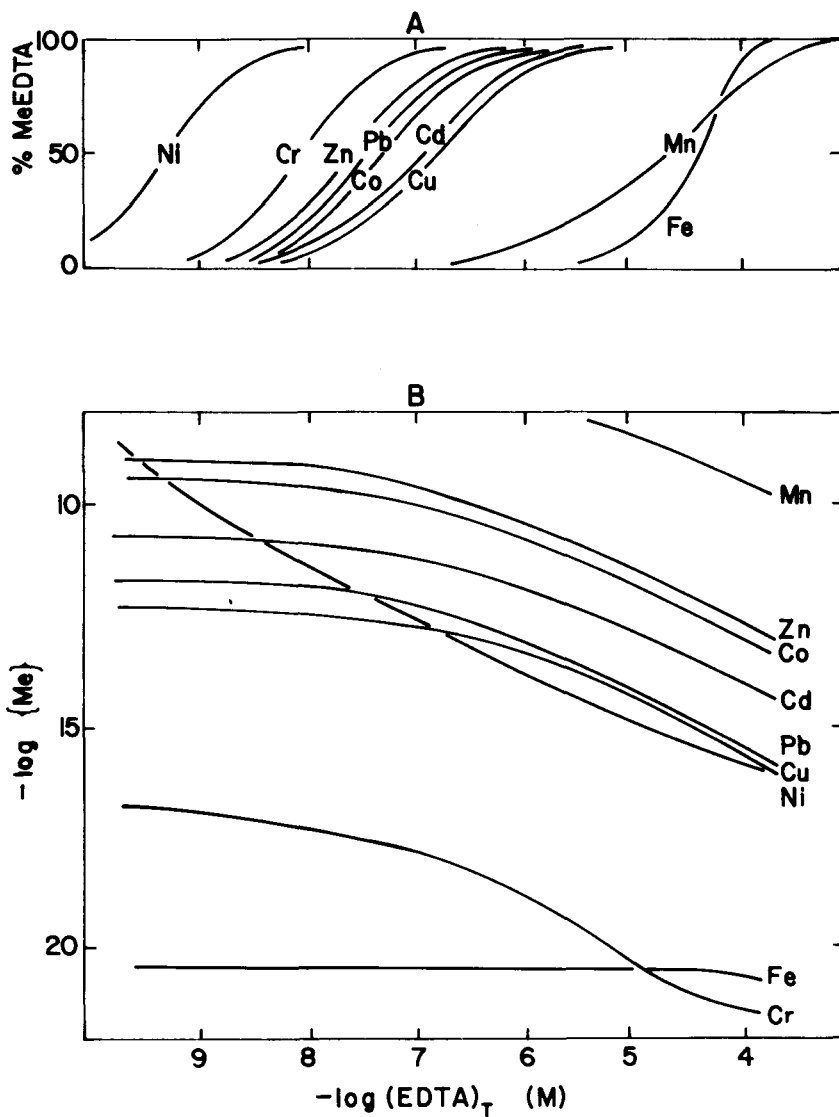 A
100
50
0
% MeEDTA
Ni
Cr
Zn
Pb
Co
Cd
Cu
Mn
Fe
B
10
15
20
-log {Me}
Mn
Zn
Co
Cd
Pb
Cu
Ni
Fe
Cr
9 8 7 6 5 4
-log (EDTA)T (M)